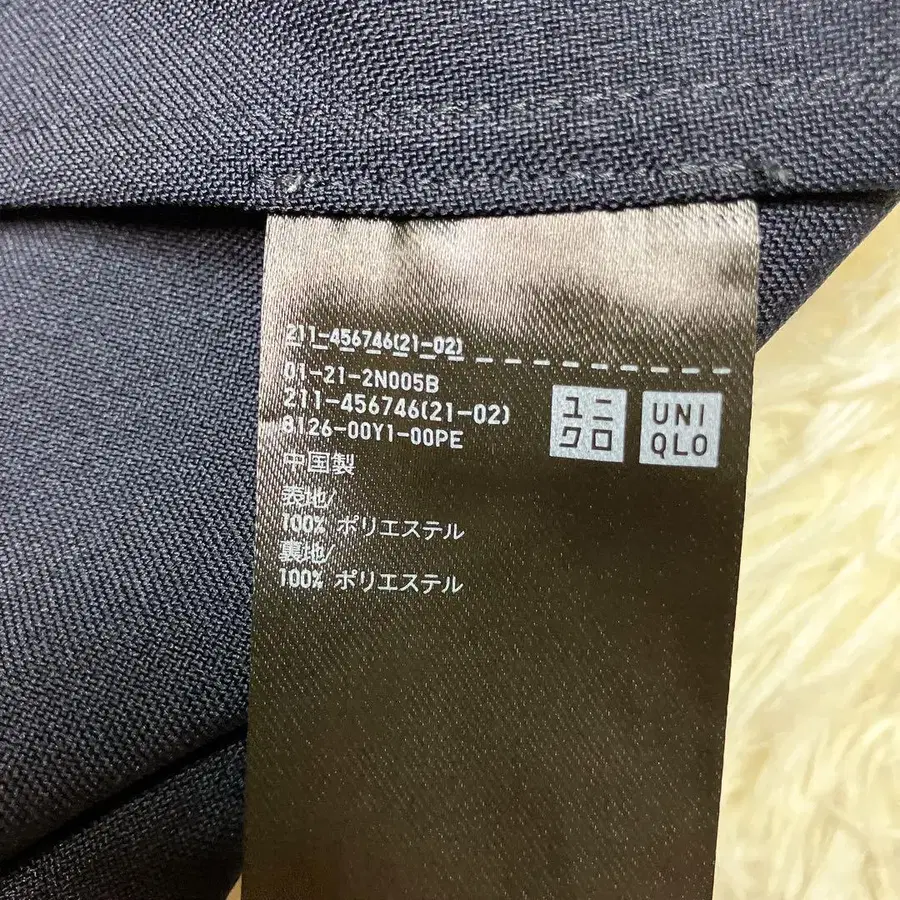 211-456746(21-02)
01-21-2N005B
211-456746(21-02)
8126-00Y1-00PE
中国製
表地/
100% ポリエステル
裏地/
100% ポリエステル
ユニ
クロ
UNI
QLO